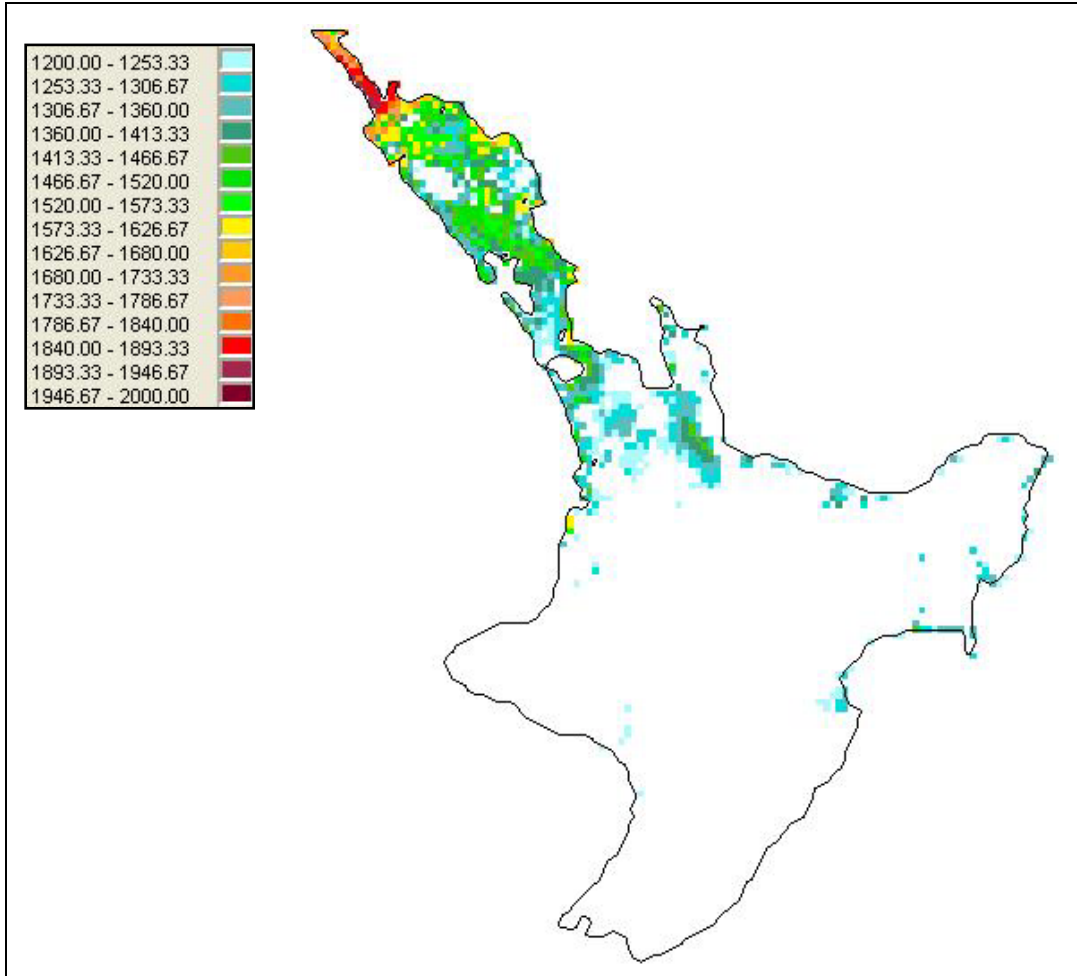 1200.00 - 1253.33
1253.33 - 1306.67
1306.67 - 1360.00
1360.00 - 1413.33
1413.33 - 1466.67
1466.67 - 1520.00
1520.00 - 1573.33
1573.33 - 1626.67
1626.67 - 1680.00
1680.00 - 1733.33
1733.33 - 1786.67
1786.67 - 1840.00
1840.00 - 1893.33
1893.33 - 1946.67
1946.67 - 2000.00